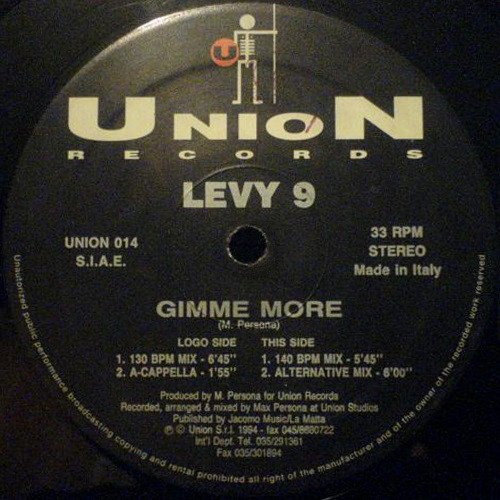 UNION
RECORDS
LEVY 9
UNION 014
S.I.A.E.
33 RPM
STEREO
Made in Italy
GIMME MORE
(M. Persona)
LOGO SIDE
1. 130 BPM MIX - 6'45"
2. A-CAPPELLA - 1'55"
THIS SIDE
1. 140 BPM MIX - 5'45"
2. ALTERNATIVE MIX - 6'00"
Produced by M. Persona for Union Records
Recorded, arranged & mixed by Max Persona at Union Studios
Published by Jacomo Music/La Matta
℗ © Union S.r.l. 1994 - fax 045/8680722
Int'l Dept. Tel. 035/291361
Fax 035/301894
Unautorized public performance broadcasting copying and rental prohibited all right of the manufacturer and owner of the recorded work reserved